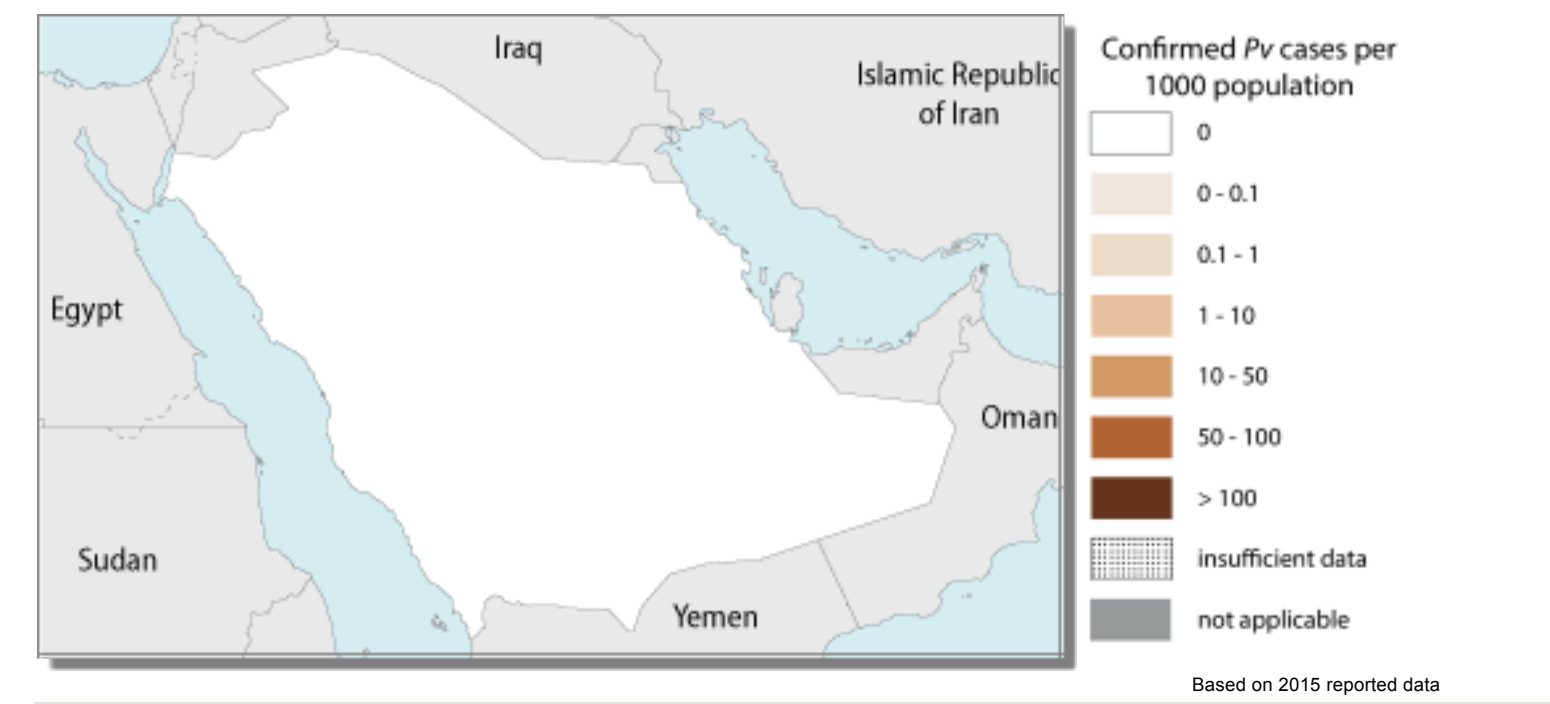 Iraq
Islamic Republic
of Iran
Egypt
Oman
Sudan
Yemen
Confirmed Pv cases per
1000 population
0
0 - 0.1
0.1 - 1
1 - 10
10 - 50
50 - 100
> 100
insufficient data
not applicable
Based on 2015 reported data